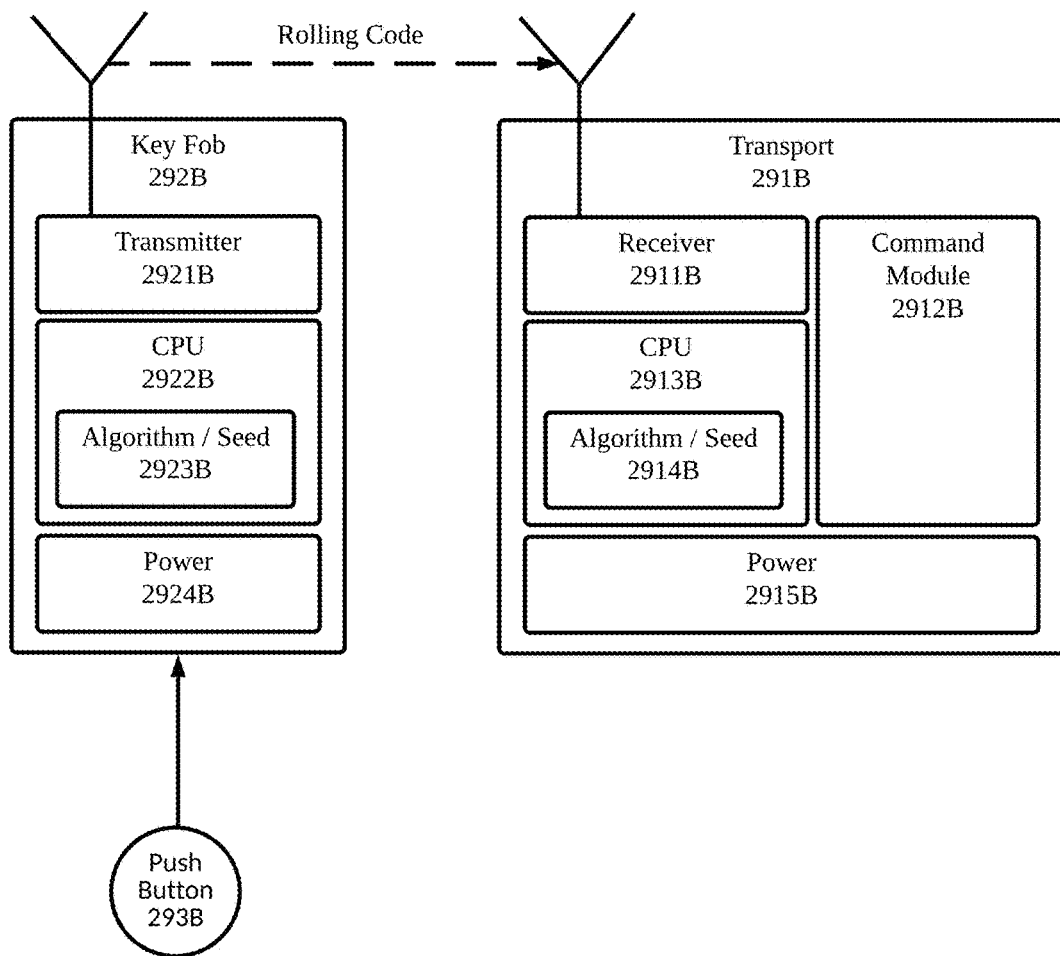 Rolling Code
Key Fob
292B
Transmitter
2921B
CPU
2922B
Algorithm / Seed
2923B
Power
2924B
Transport
291B
Receiver
2911B
Command
Module
2912B
CPU
2913B
Algorithm / Seed
2914B
Power
2915B
Push
Button
293B